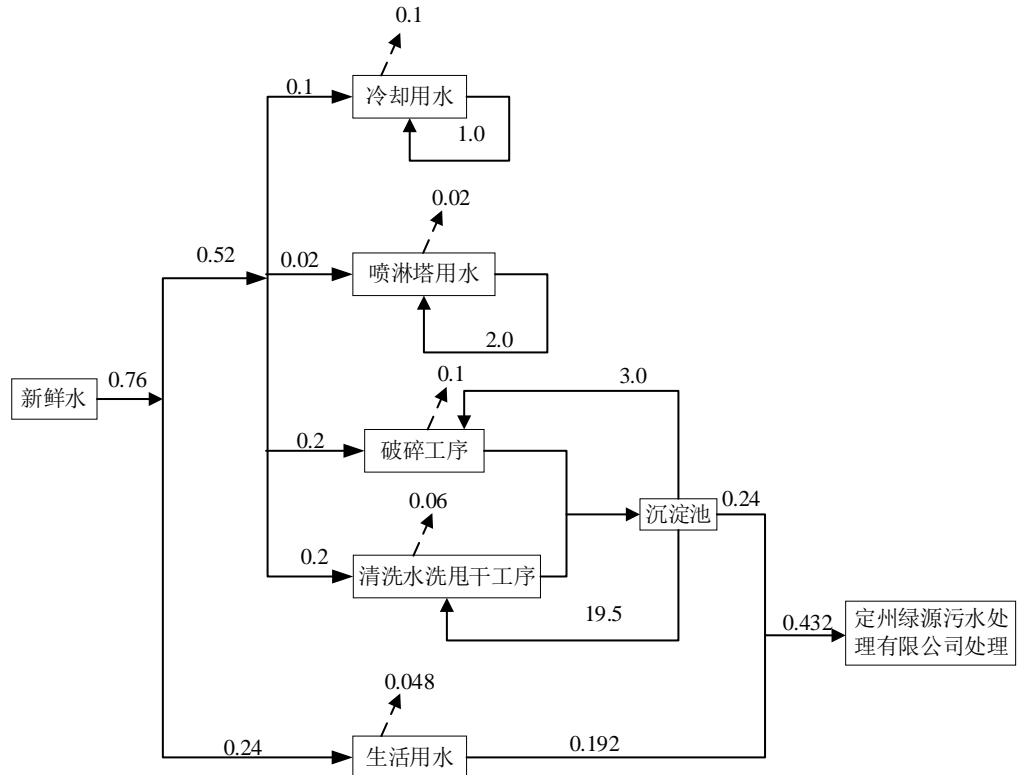 0.1
0.1
冷却用水
1.0
0.02
0.52
0.02
喷淋塔用水
2.0
0.76
新鲜水
0.1
3.0
0.2
破碎工序
0.06
沉淀池
0.24
0.2
清洗水洗甩干工序
19.5
0.432
定州绿源污水处
理有限公司处理
0.048
0.24
生活用水
0.192